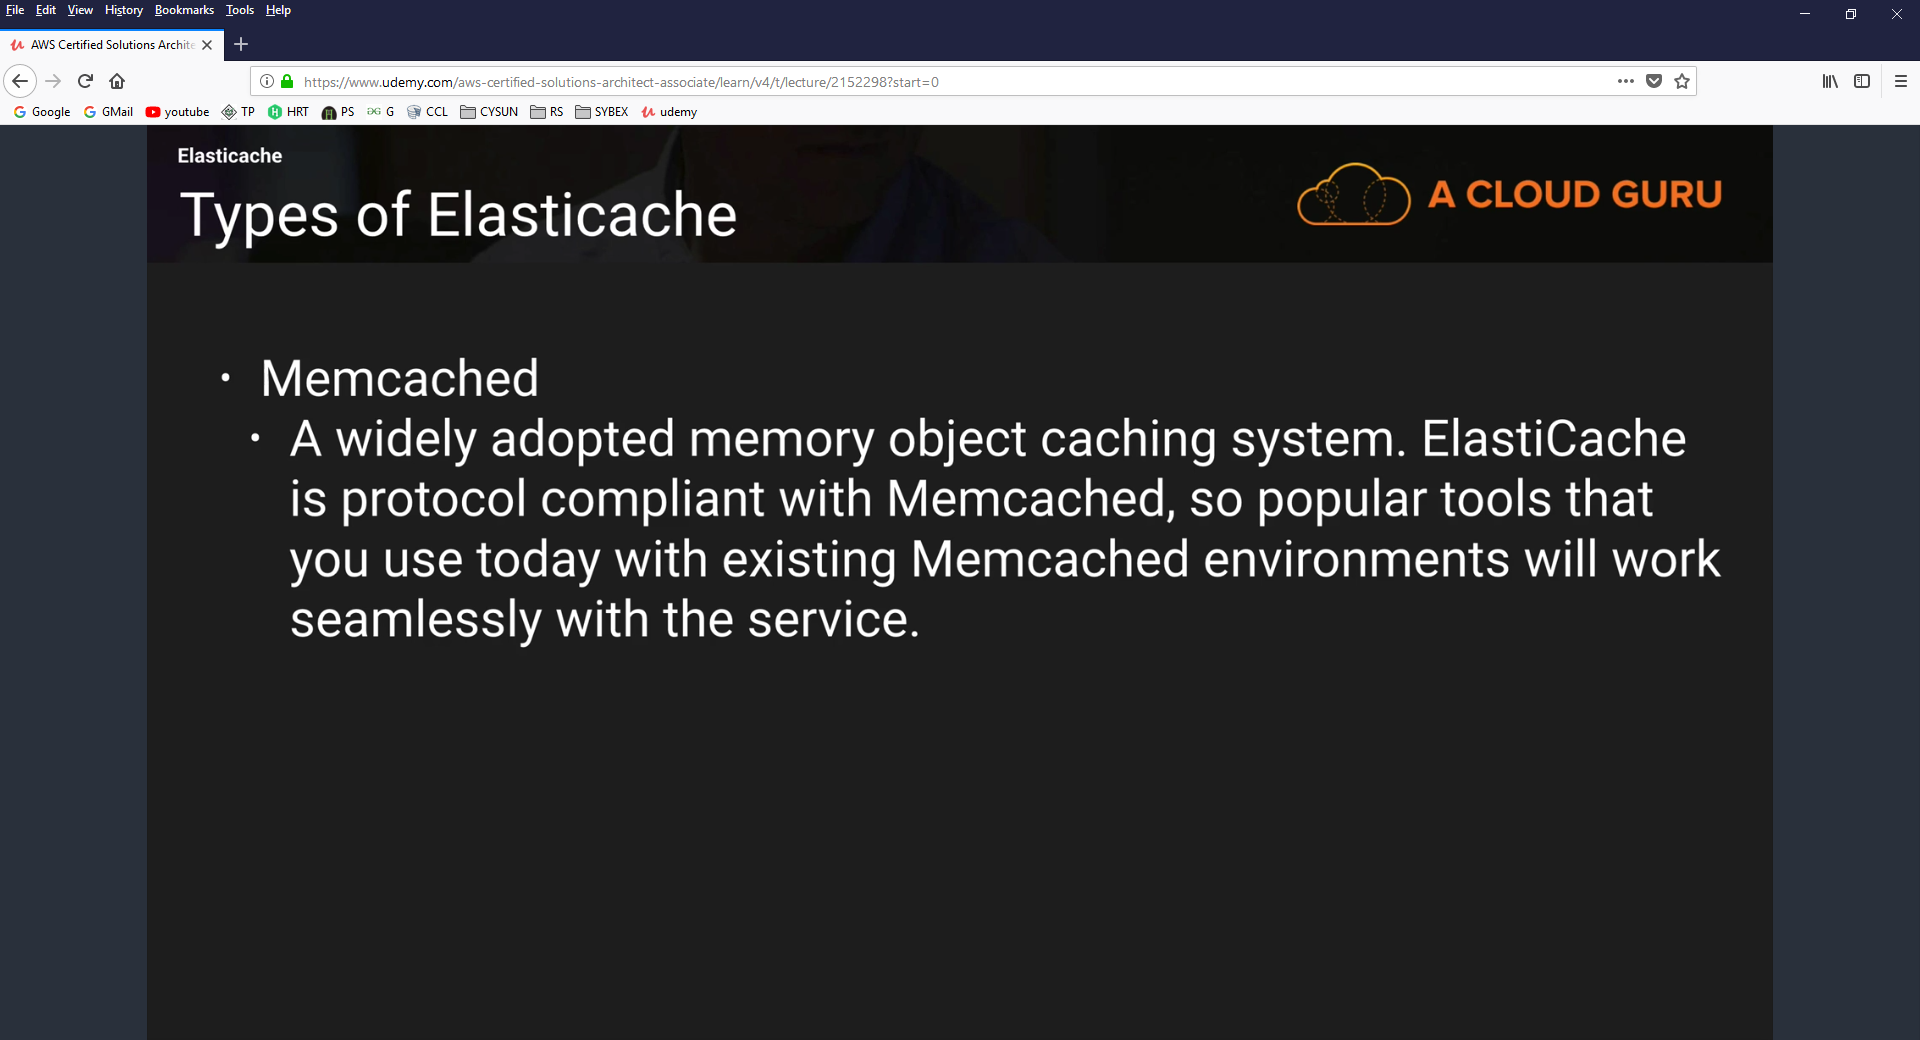 File Edit View History Bookmarks Tools Help
AWS Certified Solutions Archite
https://www.udemy.com/aws-certified-solutions-architect-associate/learn/v4/t/lecture/2152298?start=0
Google GMail youtube TP HRT PS G CCL CYSUN RS SYBEX udemy
Elasticache
Types of Elasticache
A CLOUD GURU
• Memcached
• A widely adopted memory object caching system. ElastiCache
is protocol compliant with Memcached, so popular tools that
you use today with existing Memcached environments will work
seamlessly with the service.